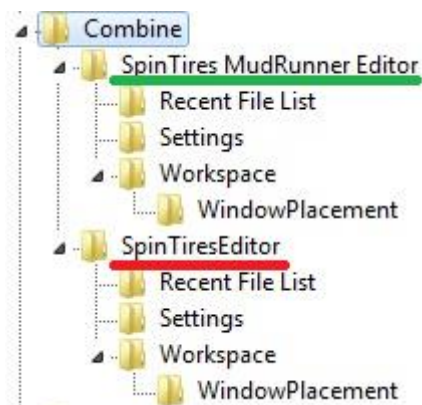 Combine
SpinTires MudRunner Editor
Recent File List
Settings
Workspace
WindowPlacement
SpinTiresEditor
Recent File List
Settings
Workspace
WindowPlacement